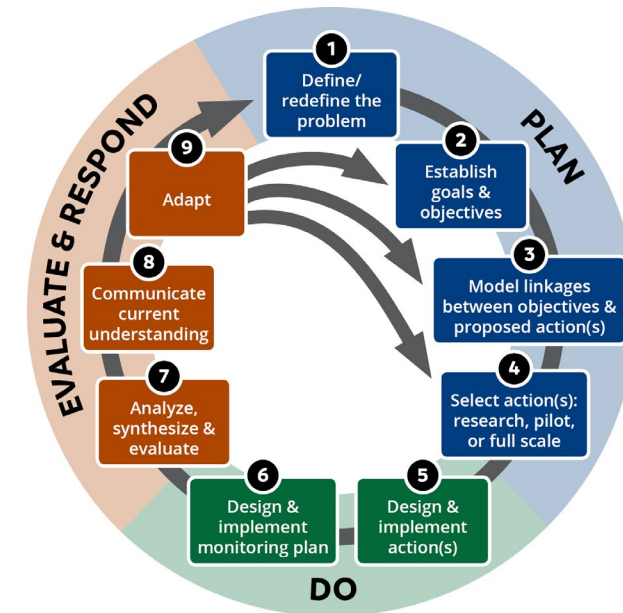 PLAN
1
Define/
redefine the
problem
2
Establish
goals &
objectives
3
Model linkages
between objectives &
proposed action(s)
4
Select action(s):
research, pilot,
or full scale
DO
5
Design &
implement
action(s)
6
Design &
implement
monitoring plan
EVALUATE & RESPOND
7
Analyze,
synthesize &
evaluate
8
Communicate
current
understanding
9
Adapt